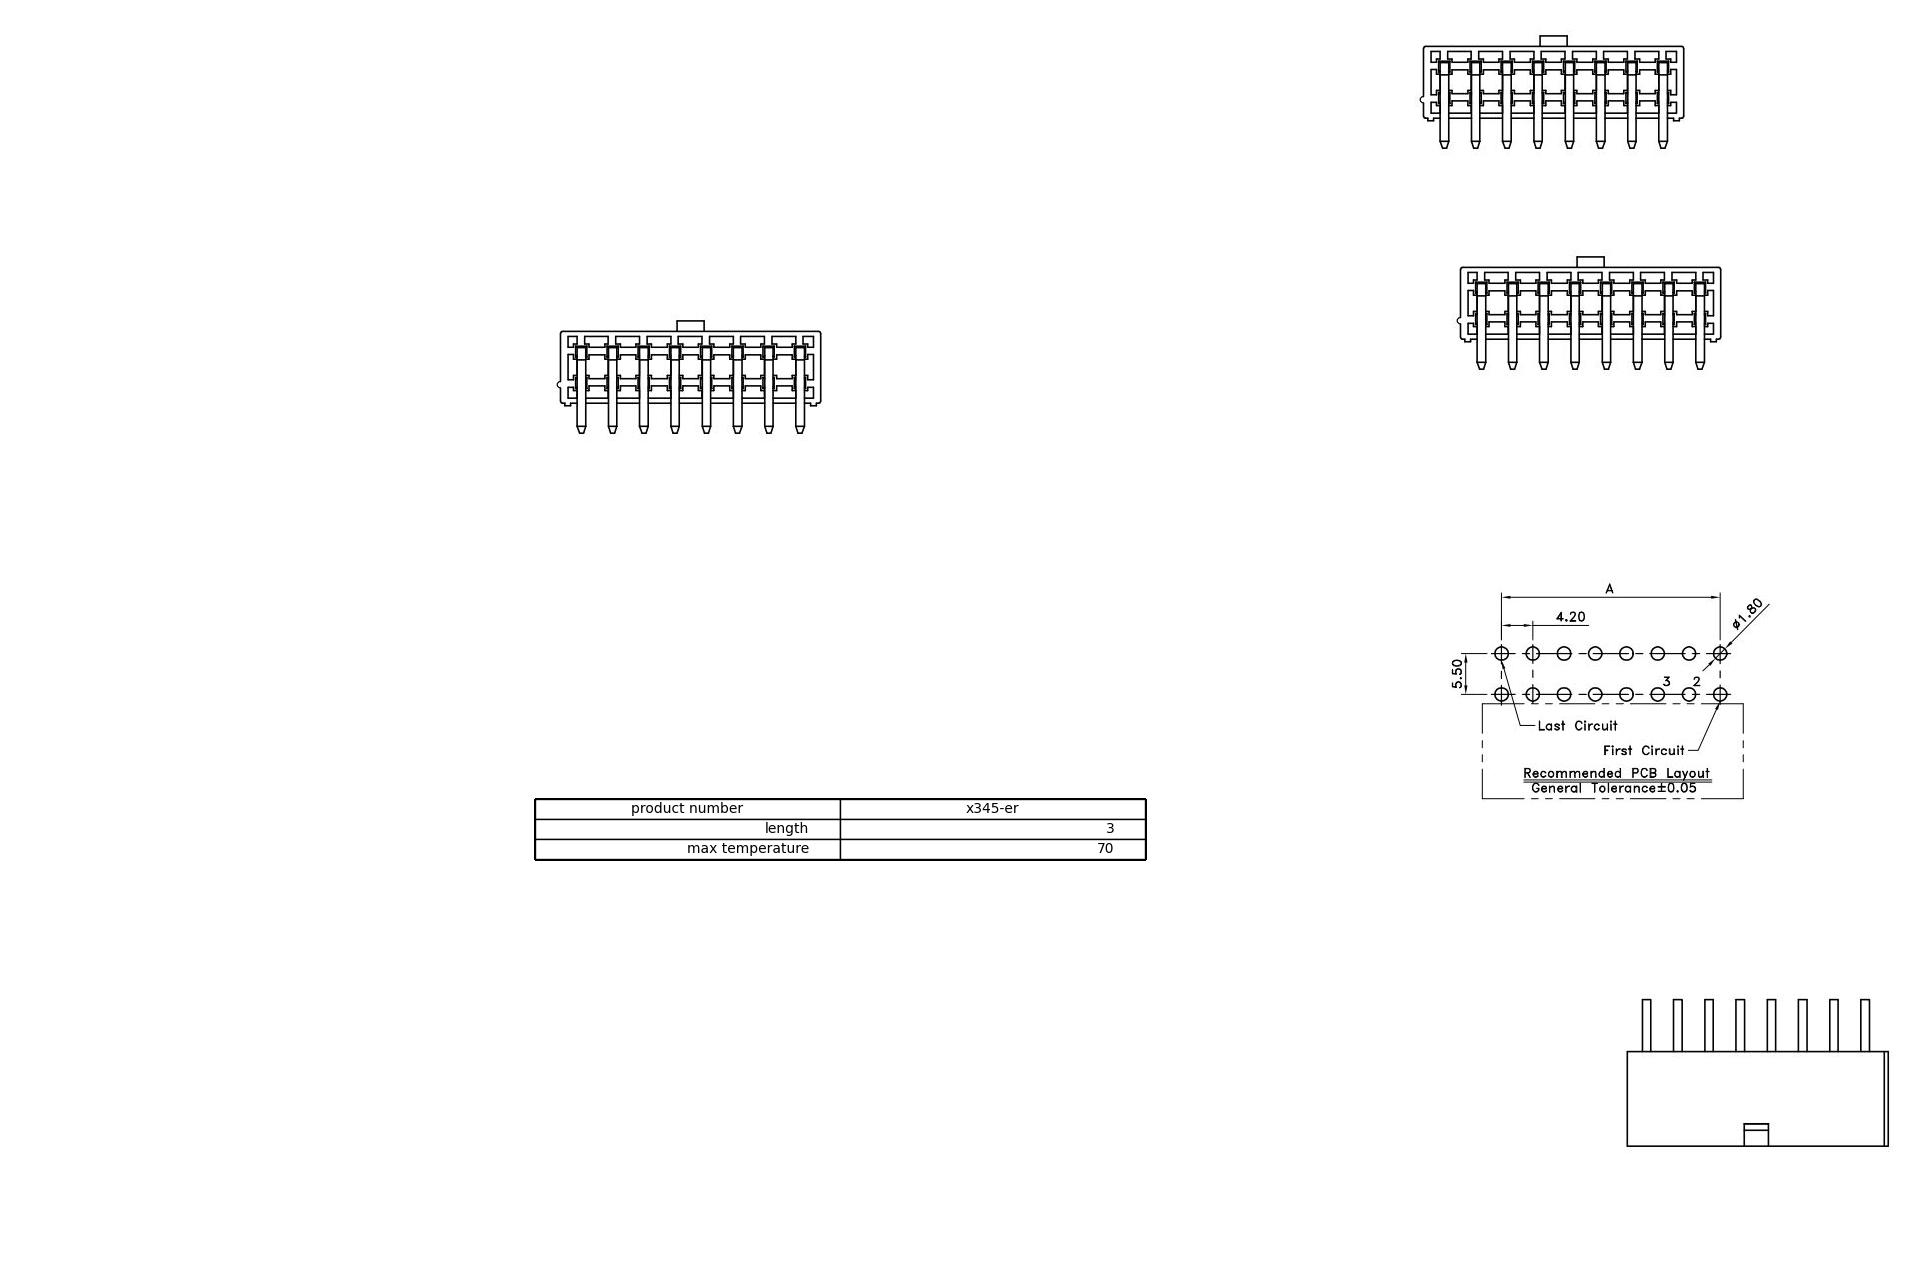 A
4.20
ø1.80
5.50
3 2
Last Circuit
First Circuit
Recommended PCB Layout
General Tolerance±0.05
product number x345-er
length 3
max temperature 70